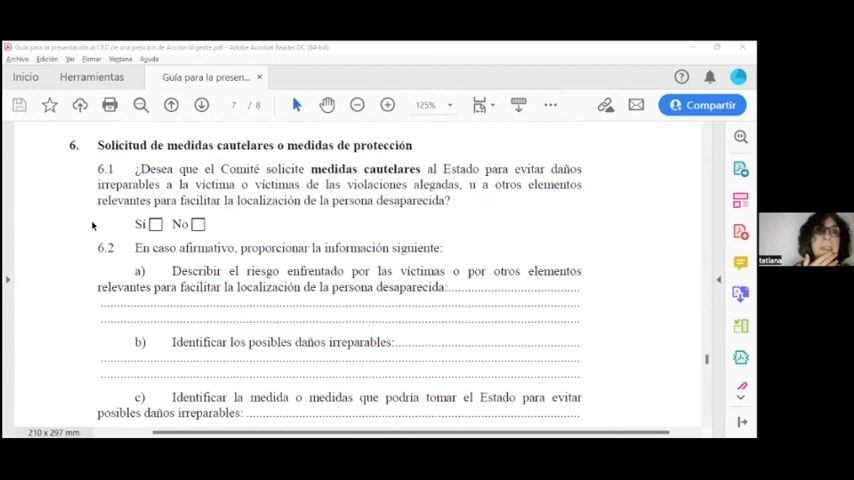 Guía para la presentación al CED de una petición de Acción Urgente.pdf - Adobe Acrobat Reader DC (64-bit)
Archivo Edición Ver Firmar Ventana Ayuda
Inicio Herramientas Guía para la presen... ×
7 / 8 125% Compartir
6. Solicitud de medidas cautelares o medidas de protección
6.1 ¿Desea que el Comité solicite medidas cautelares al Estado para evitar daños
irreparables a la víctima o víctimas de las violaciones alegadas, u a otros elementos
relevantes para facilitar la localización de la persona desaparecida?
Sí No
6.2 En caso afirmativo, proporcionar la información siguiente:
a) Describir el riesgo enfrentado por las víctimas o por otros elementos
relevantes para facilitar la localización de la persona desaparecida:
b) Identificar los posibles daños irreparables:
c) Identificar la medida o medidas que podría tomar el Estado para evitar
posibles daños irreparables:
210 x 297 mm
tatiana